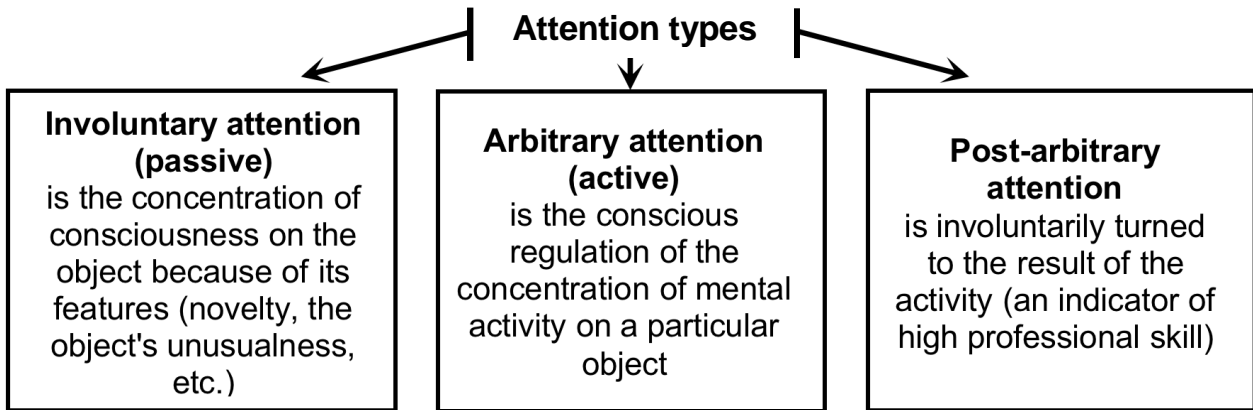 Attention types
Involuntary attention
(passive)
is the concentration of
consciousness on the
object because of its
features (novelty, the
object's unusualness,
etc.)
Arbitrary attention
(active)
is the conscious
regulation of the
concentration of mental
activity on a particular
object
Post-arbitrary
attention
is involuntarily turned
to the result of the
activity (an indicator of
high professional skill)